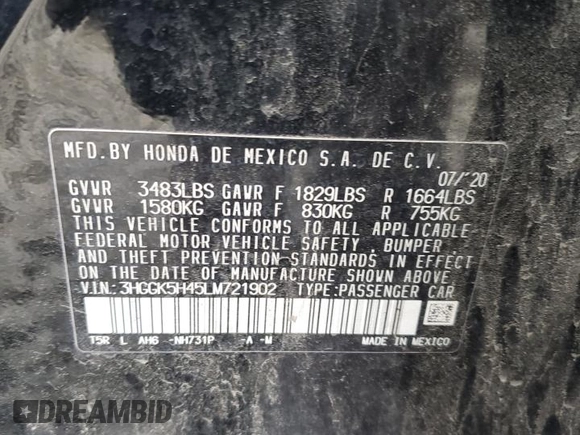 MFD. BY HONDA DE MEXICO S.A. DE C.V.
07/'20
GVWR 3483LBS GAWR F 1829LBS R 1664LBS
GVWR 1580KG GAWR F 830KG R 755KG
THIS VEHICLE CONFORMS TO ALL APPLICABLE
FEDERAL MOTOR VEHICLE SAFETY, BUMPER
AND THEFT PREVENTION STANDARDS IN EFFECT
ON THE DATE OF MANUFACTURE SHOWN ABOVE
V.I.N.:3HGGK5H45LM721902 TYPE:PASSENGER CAR
T5R L AH6 -NH731P -A -M MADE IN MEXICO
DREAMBID